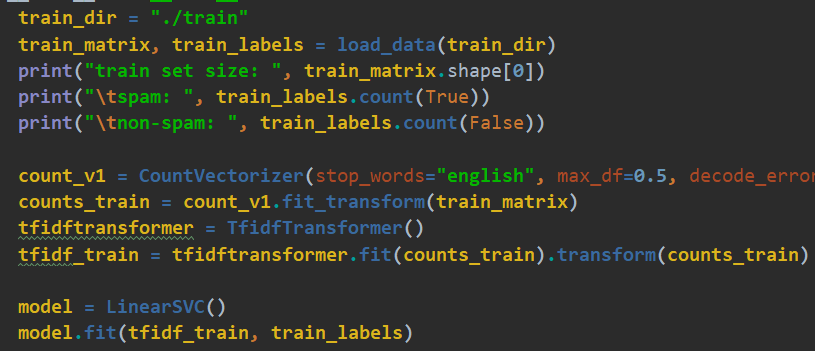 train_dir = "./train"
train_matrix, train_labels = load_data(train_dir)
print("train set size: ", train_matrix.shape[0])
print("\tspam: ", train_labels.count(True))
print("\tnon-spam: ", train_labels.count(False))
count_v1 = CountVectorizer(stop_words="english", max_df=0.5, decode_error
counts_train = count_v1.fit_transform(train_matrix)
tfidftransformer = TfidfTransformer()
tfidf_train = tfidftransformer.fit(counts_train).transform(counts_train)
model = LinearSVC()
model.fit(tfidf_train, train_labels)